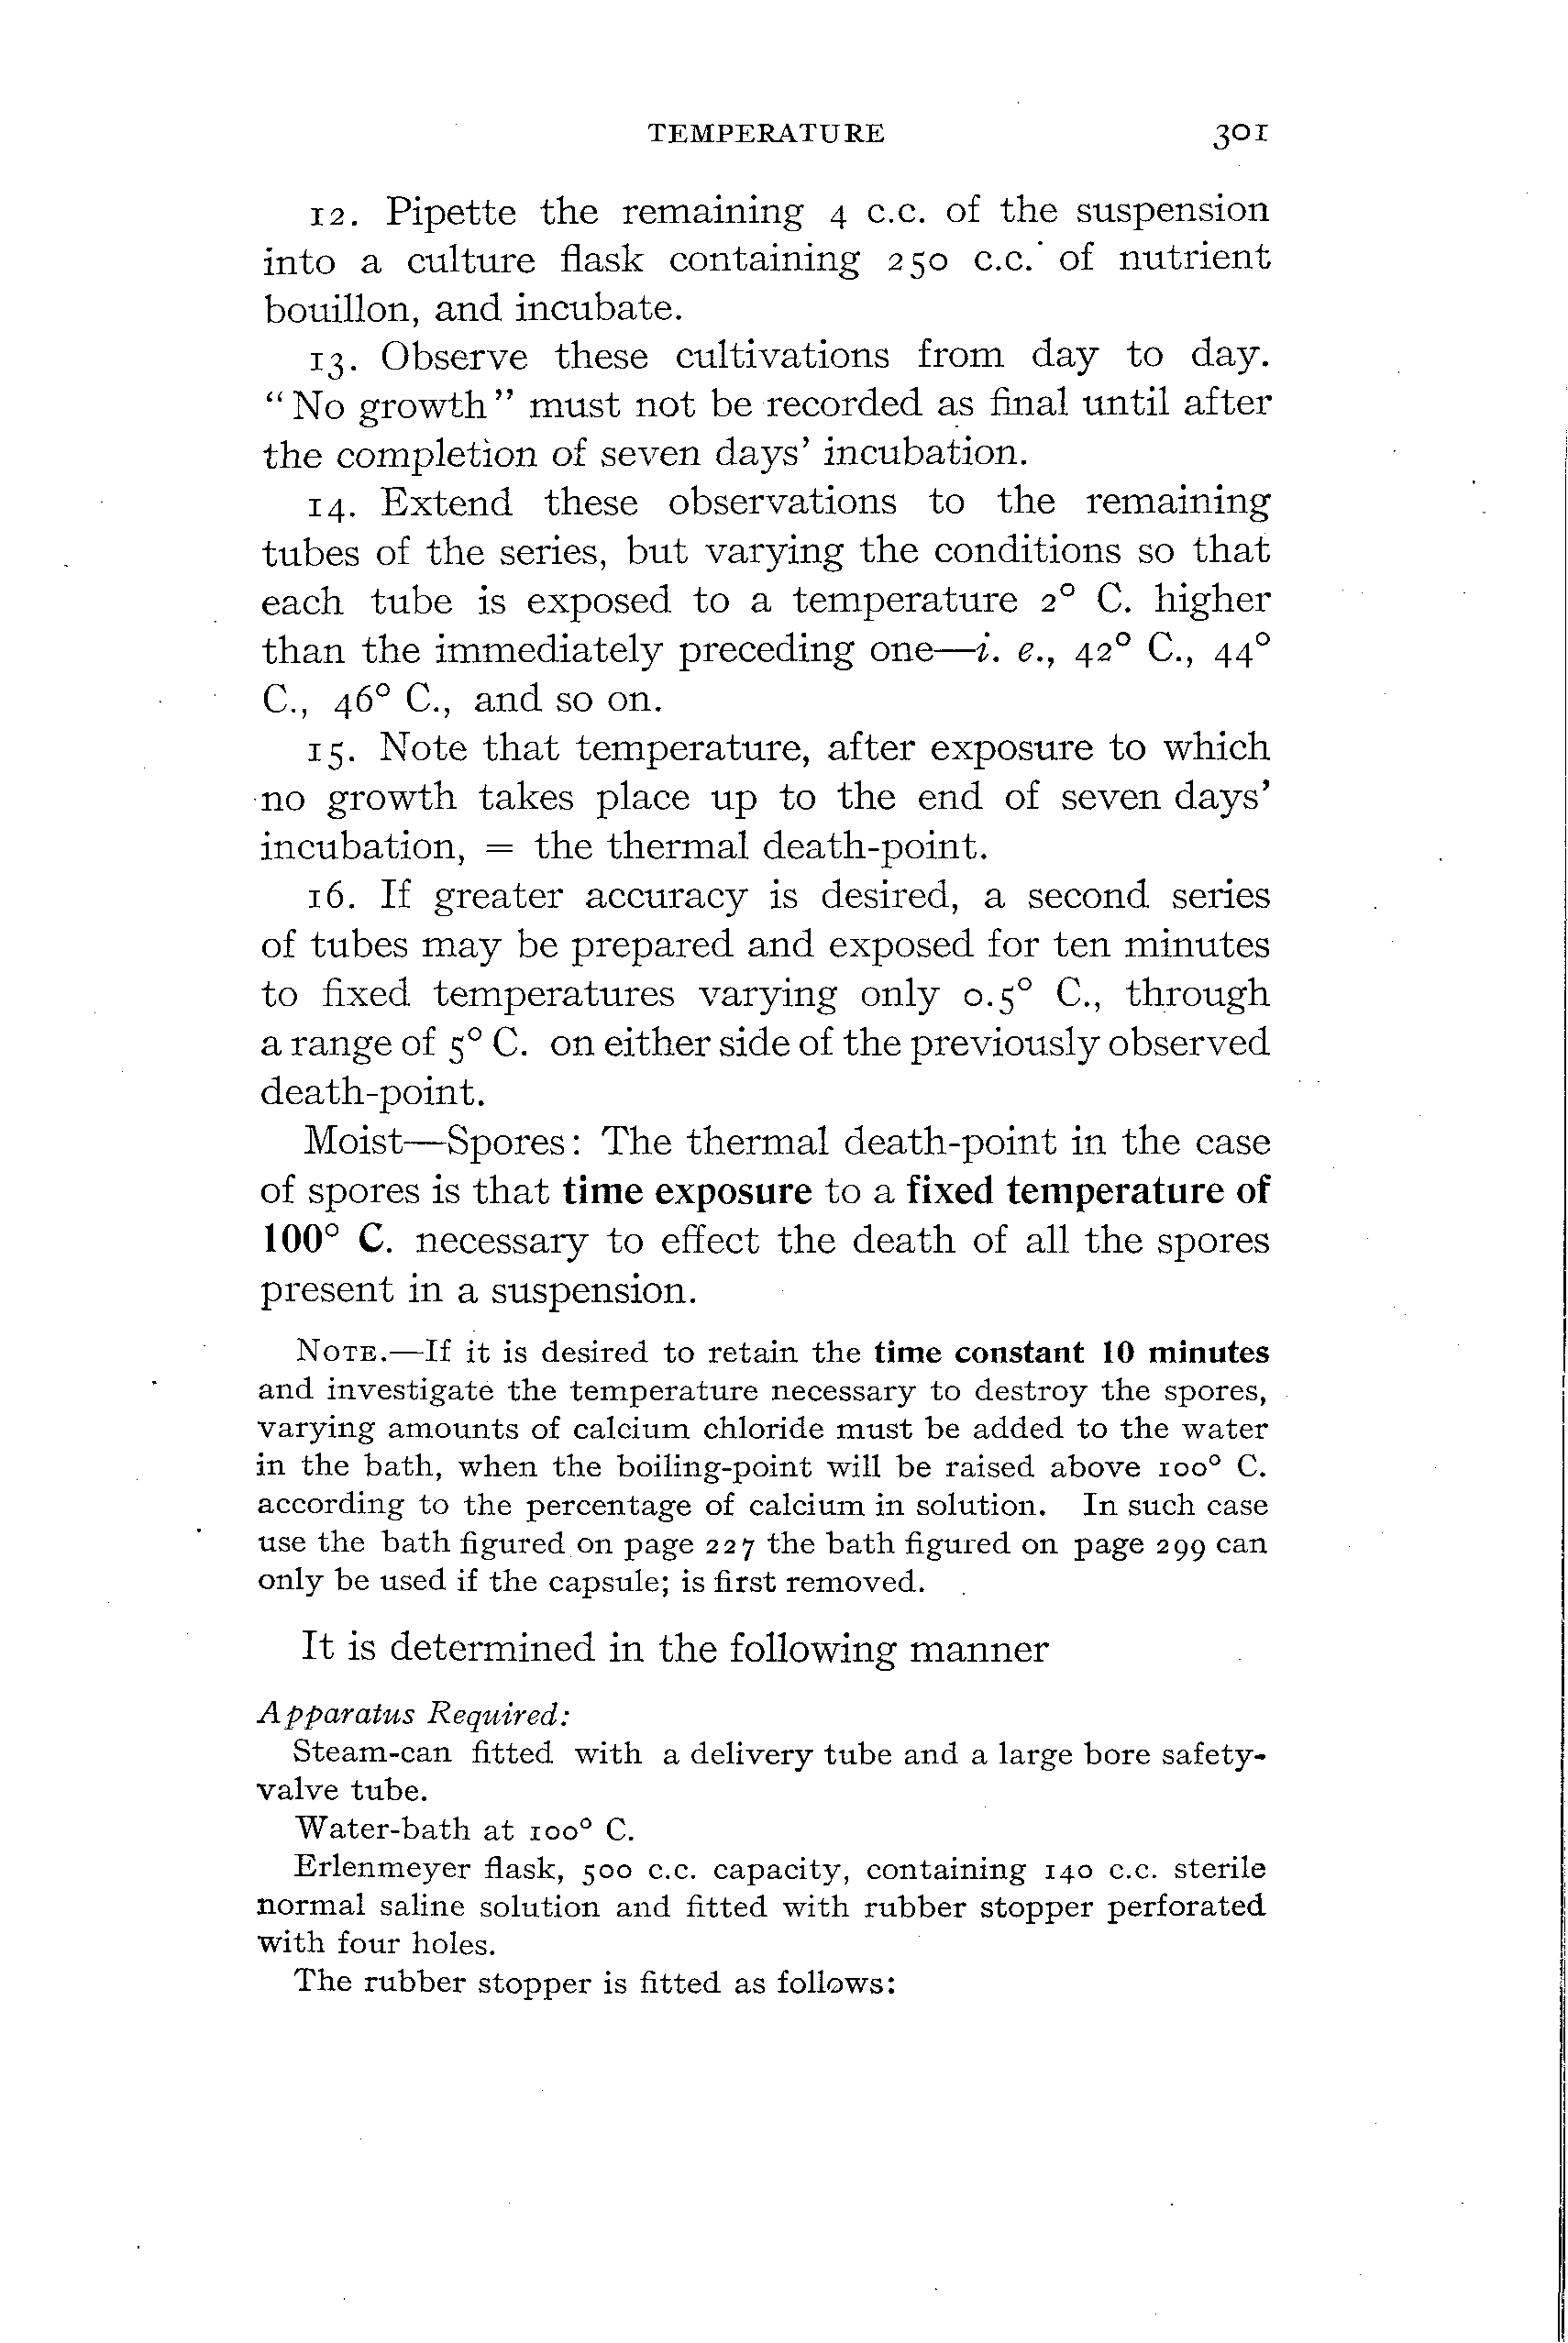 TEMPERATURE 301
12. Pipette the remaining 4 c.c. of the suspension
into a culture flask containing 250 c.c. of nutrient
bouillon, and incubate.
13. Observe these cultivations from day to day.
"No growth" must not be recorded as final until after
the completion of seven days' incubation.
14. Extend these observations to the remaining
tubes of the series, but varying the conditions so that
each tube is exposed to a temperature 2° C. higher
than the immediately preceding one—i. e., 42° C., 44°
C., 46° C., and so on.
15. Note that temperature, after exposure to which
no growth takes place up to the end of seven days'
incubation, = the thermal death-point.
16. If greater accuracy is desired, a second series
of tubes may be prepared and exposed for ten minutes
to fixed temperatures varying only 0.5° C., through
a range of 5° C. on either side of the previously observed
death-point.
Moist—Spores: The thermal death-point in the case
of spores is that time exposure to a fixed temperature of
100° C. necessary to effect the death of all the spores
present in a suspension.
NOTE.—If it is desired to retain the time constant 10 minutes
and investigate the temperature necessary to destroy the spores,
varying amounts of calcium chloride must be added to the water
in the bath, when the boiling-point will be raised above 100° C.
according to the percentage of calcium in solution. In such case
use the bath figured on page 227 the bath figured on page 299 can
only be used if the capsule; is first removed.
It is determined in the following manner
Apparatus Required:
Steam-can fitted with a delivery tube and a large bore safety-
valve tube.
Water-bath at 100° C.
Erlenmeyer flask, 500 c.c. capacity, containing 140 c.c. sterile
normal saline solution and fitted with rubber stopper perforated
with four holes.
The rubber stopper is fitted as follows: